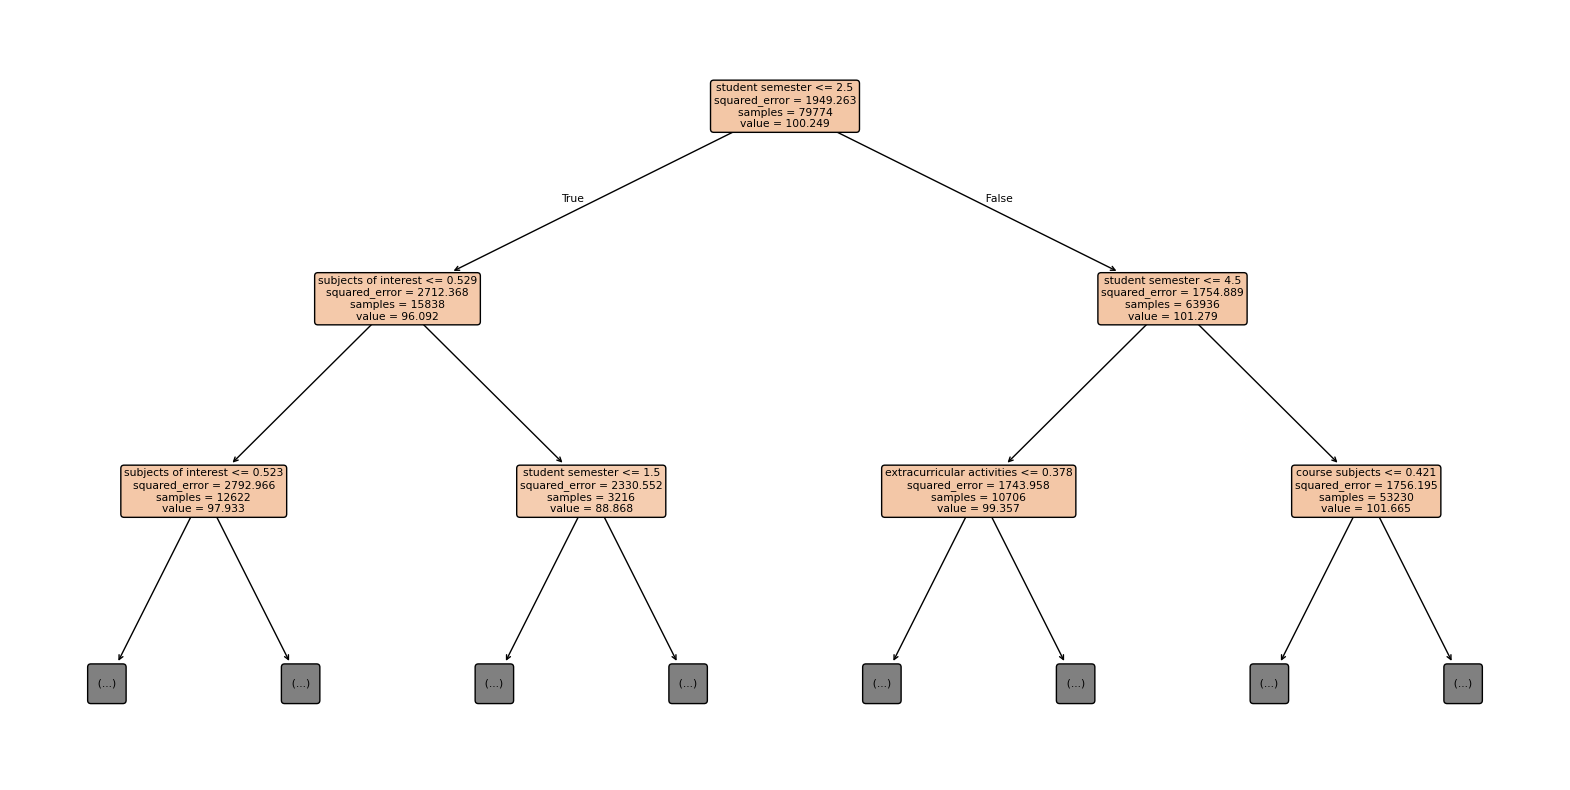 student semester <= 2.5
squared_error = 1949.263
samples = 79774
value = 100.249
True
False
subjects of interest <= 0.529
squared_error = 2712.368
samples = 15838
value = 96.092
student semester <= 4.5
squared_error = 1754.889
samples = 63936
value = 101.279
subjects of interest <= 0.523
squared_error = 2792.966
samples = 12622
value = 97.933
student semester <= 1.5
squared_error = 2330.552
samples = 3216
value = 88.868
extracurricular activities <= 0.378
squared_error = 1743.958
samples = 10706
value = 99.357
course subjects <= 0.421
squared_error = 1756.195
samples = 53230
value = 101.665
(...)
(...)
(...)
(...)
(...)
(...)
(...)
(...)